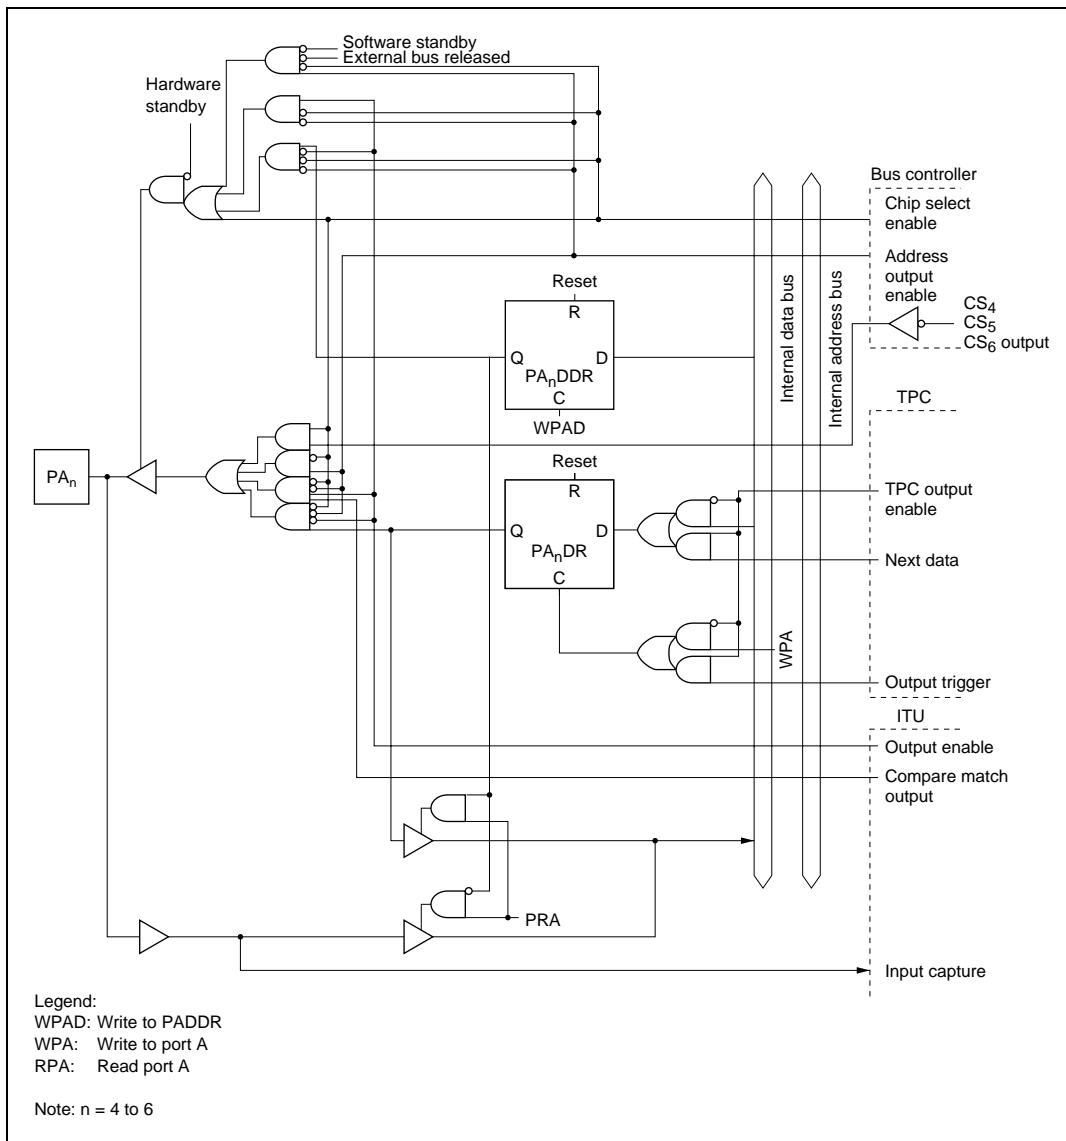 Software standby
External bus released
Hardware
standby
Bus controller
Chip select
enable
Address
output
enable
CS4
CS5
CS6 output
Internal data bus
Internal address bus
Reset
R
Q
D
PAnDDR
C
WPAD
TPC
PAn
Reset
R
Q
D
PAnDR
C
TPC output
enable
Next data
WPA
Output trigger
ITU
Output enable
Compare match
output
PRA
Input capture
Legend:
WPAD: Write to PADDR
WPA: Write to port A
RPA: Read port A
Note: n = 4 to 6